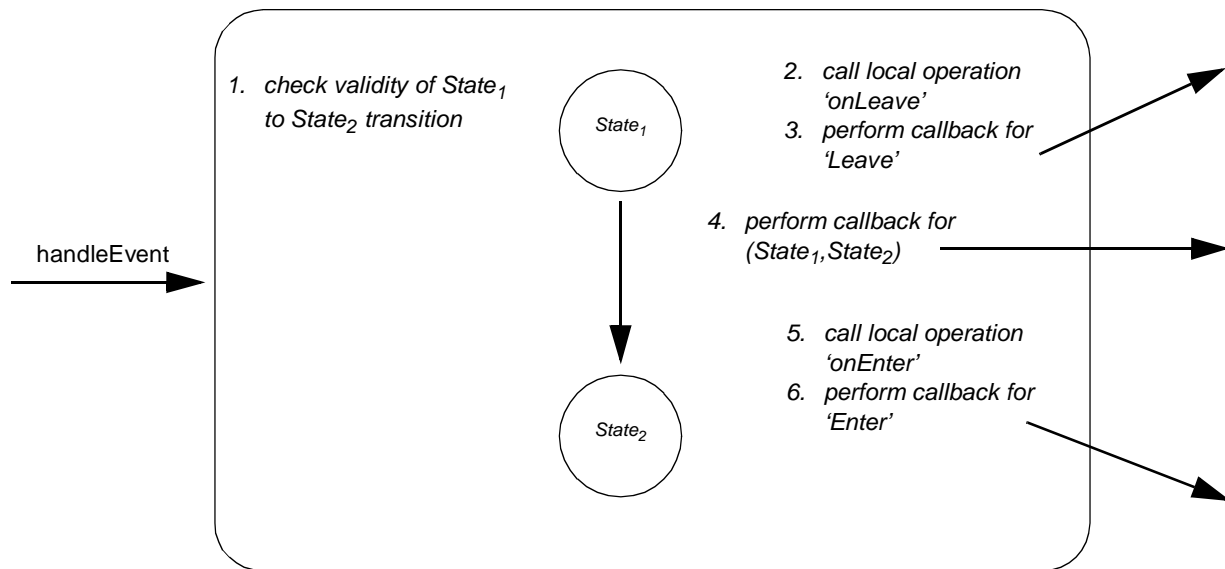 1. check validity of State1
to State2 transition
State1
2. call local operation
‘onLeave’
3. perform callback for
‘Leave’
4. perform callback for
(State1,State2)
handleEvent
5. call local operation
‘onEnter’
6. perform callback for
‘Enter’
State2